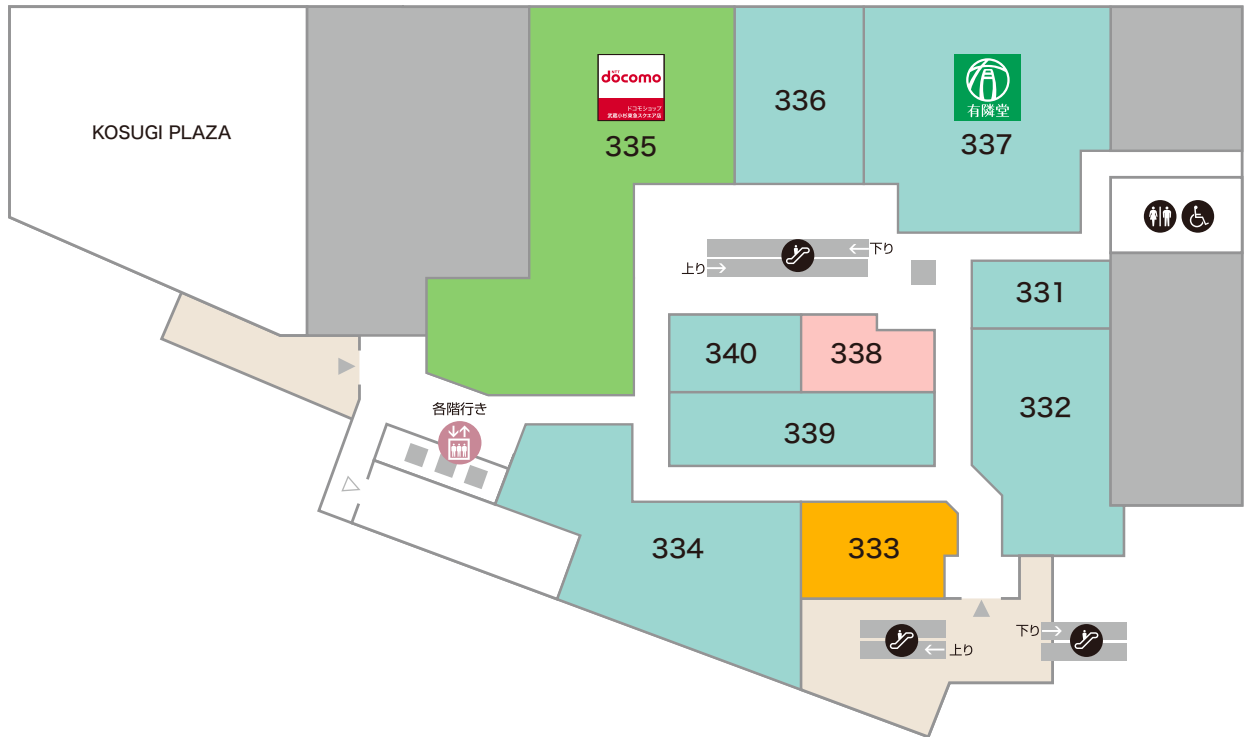 KOSUGI PLAZA
NTT
döcomo
ドコモショップ
武蔵小杉東急スクエア店
335
336
有隣堂
337
下り
上り
331
340
338
332
各階行き
339
334
333
下り
上り